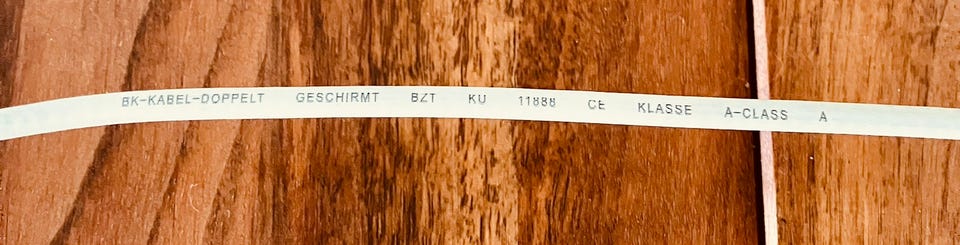 BK-KABEL-DOPPELT GESCHIRMT BZT KU 11888 CE KLASSE A-CLASS A